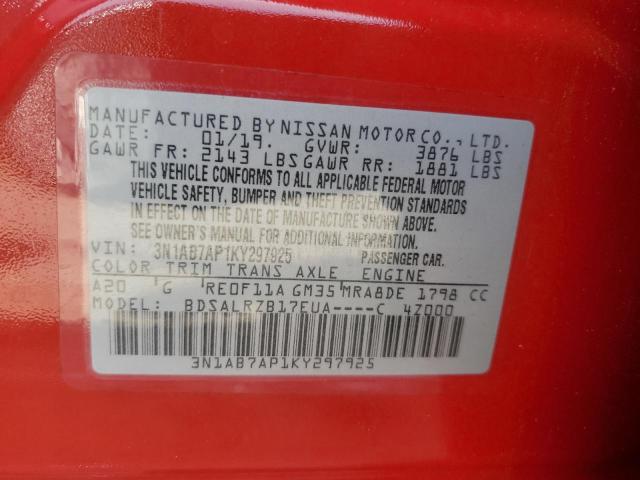 MANUFACTURED BY NISSAN MOTOR CO., LTD.
DATE: 01/19. GVWR: 3876 LBS
GAWR FR: 2143 LBS GAWR RR: 1881 LBS
THIS VEHICLE CONFORMS TO ALL APPLICABLE FEDERAL MOTOR
VEHICLE SAFETY, BUMPER AND THEFT PREVENTION STANDARDS
IN EFFECT ON THE DATE OF MANUFACTURE SHOWN ABOVE.
SEE OWNER'S MANUAL FOR ADDITIONAL INFORMATION.
VIN: 3N1AB7AP1KY297925 PASSENGER CAR.
COLOR TRIM TRANS AXLE ENGINE
A20 G RE0F11A GM35 MRA8DE 1798 CC
MODEL: BDSALRZB17EUA----C 4Z000
3N1AB7AP1KY297925